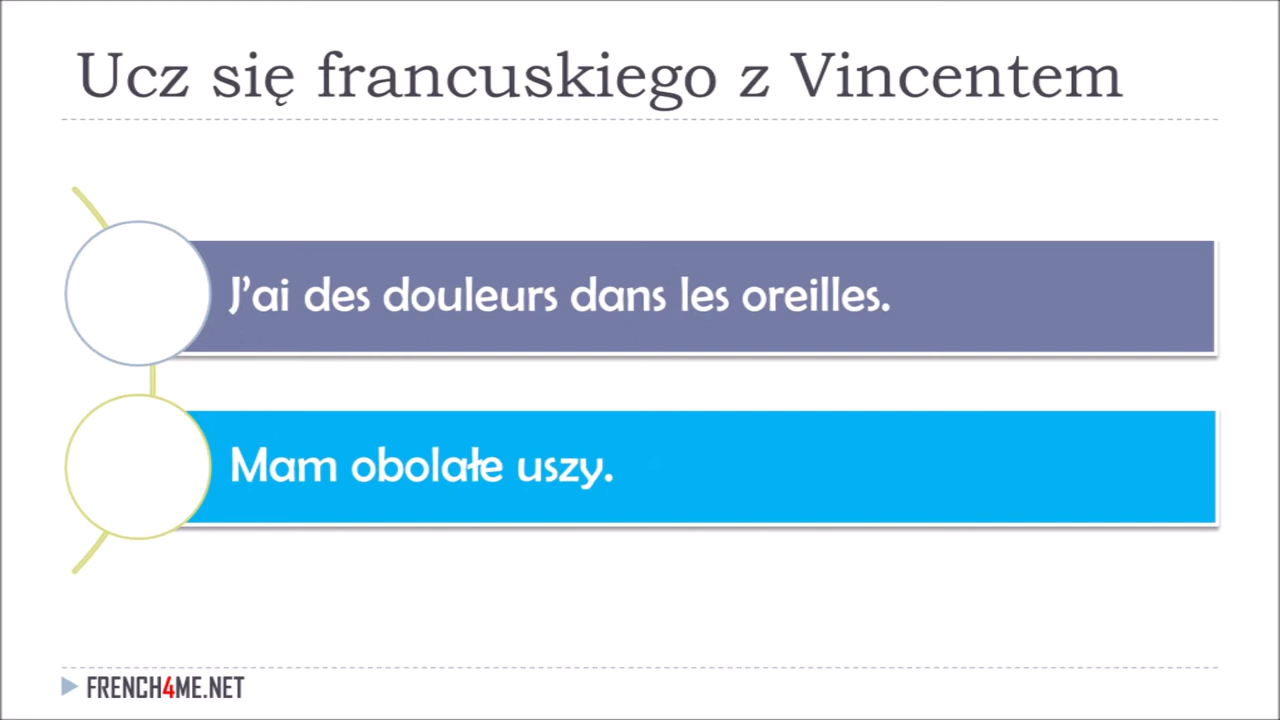 Ucz się francuskiego z Vincentem
J'ai des douleurs dans les oreilles.
Mam obolałe uszy.
FRENCH4ME.NET